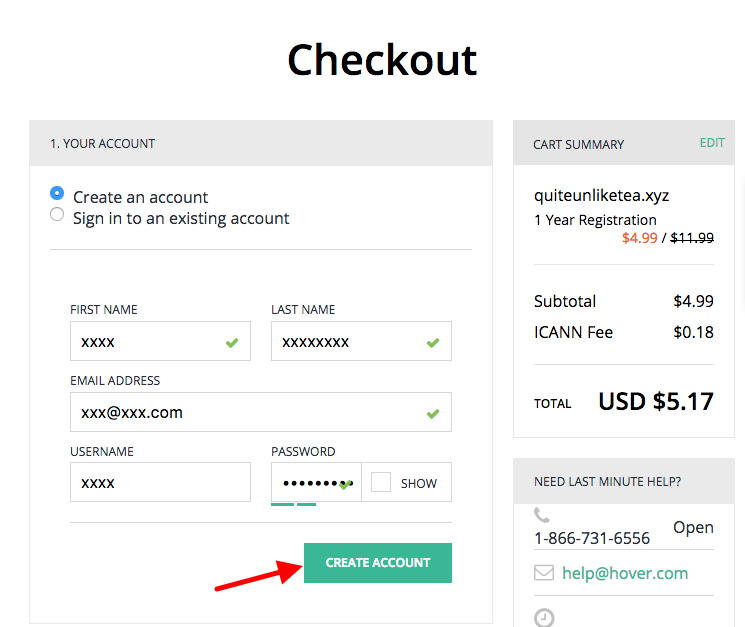 Checkout
1. YOUR ACCOUNT
Create an account
Sign in to an existing account
FIRST NAME LAST NAME
xxxx xxxxxxxx
EMAIL ADDRESS
xxx@xxx.com
USERNAME PASSWORD
xxxx ••••••••• SHOW
CREATE ACCOUNT
CART SUMMARY EDIT
quiteunliketea.xyz
1 Year Registration
$4.99 / $11.99
Subtotal $4.99
ICANN Fee $0.18
TOTAL USD $5.17
NEED LAST MINUTE HELP?
1-866-731-6556 Open
help@hover.com